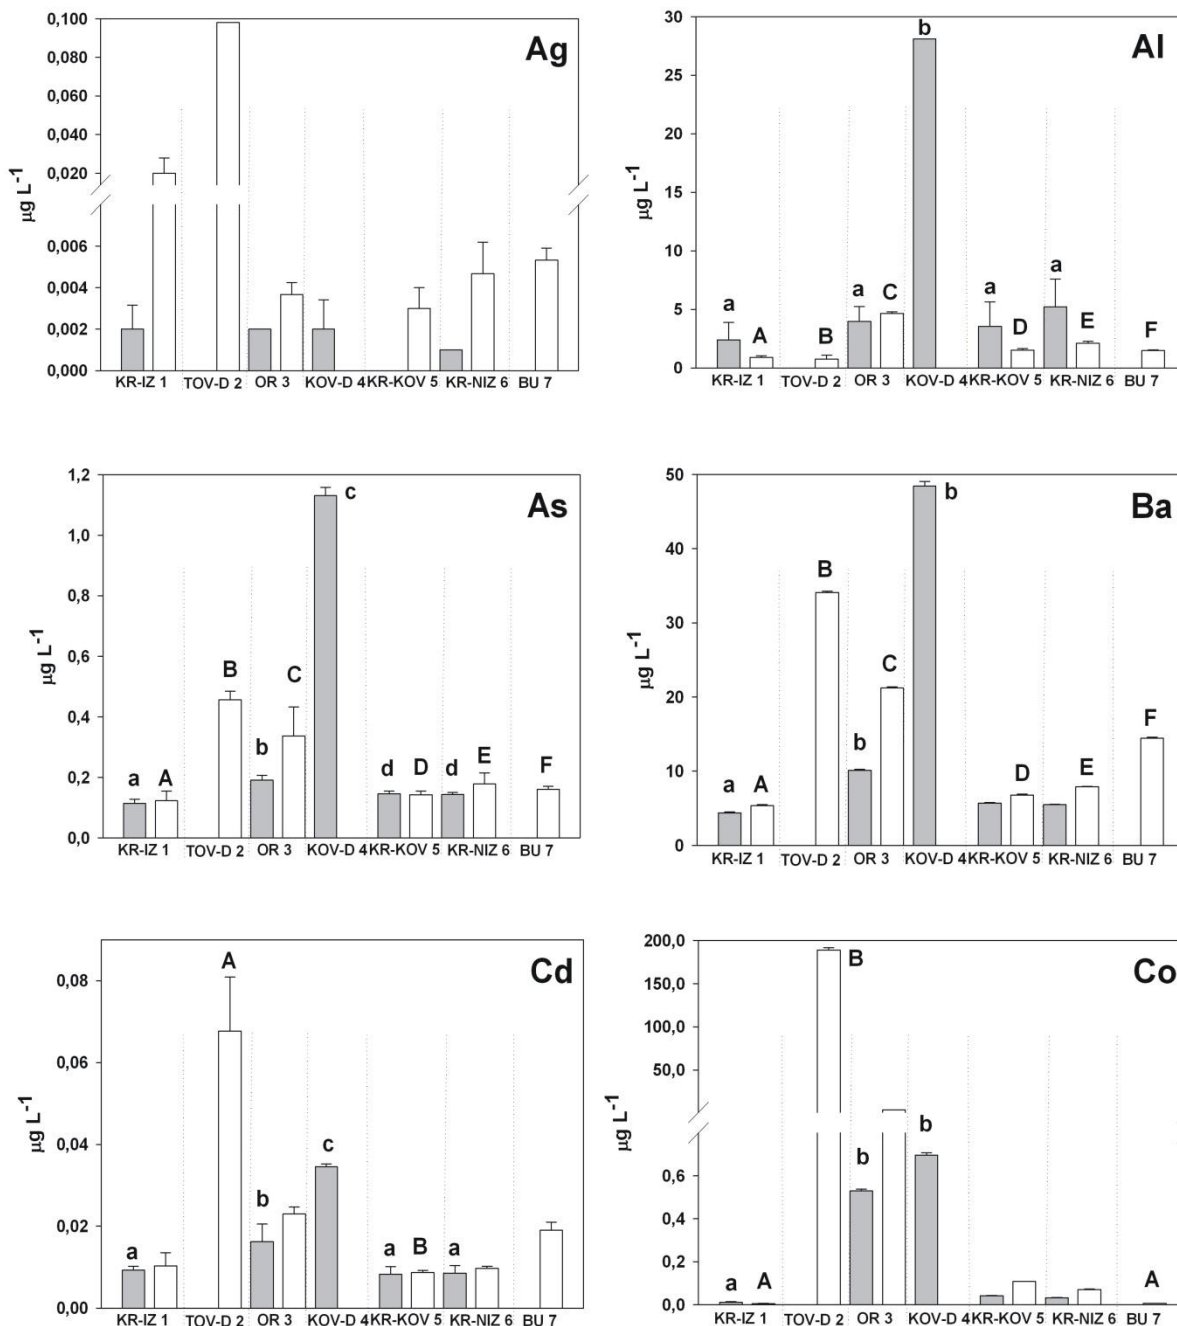 Ag
μg L-1
0,100
0,080
0,060
0,040
0,020
0,006
0,004
0,002
0,000
KR-IZ 1 TOV-D 2 OR 3 KOV-D 4 KR-KOV 5 KR-NIZ 6 BU 7
Al
μg L-1
30
25
20
15
10
5
0
a A B a C b a D a E F
KR-IZ 1 TOV-D 2 OR 3 KOV-D 4 KR-KOV 5 KR-NIZ 6 BU 7
As
μg L-1
1,2
1,0
0,8
0,6
0,4
0,2
0,0
a A B b C c d D d E F
KR-IZ 1 TOV-D 2 OR 3 KOV-D 4 KR-KOV 5 KR-NIZ 6 BU 7
Ba
μg L-1
50
40
30
20
10
0
a A B b C b D E F
KR-IZ 1 TOV-D 2 OR 3 KOV-D 4 KR-KOV 5 KR-NIZ 6 BU 7
Cd
μg L-1
0,08
0,06
0,04
0,02
0,00
a A b c a B a
KR-IZ 1 TOV-D 2 OR 3 KOV-D 4 KR-KOV 5 KR-NIZ 6 BU 7
Co
μg L-1
200,0
150,0
100,0
50,0
0,6
0,4
0,2
0,0
a A B b b A
KR-IZ 1 TOV-D 2 OR 3 KOV-D 4 KR-KOV 5 KR-NIZ 6 BU 7